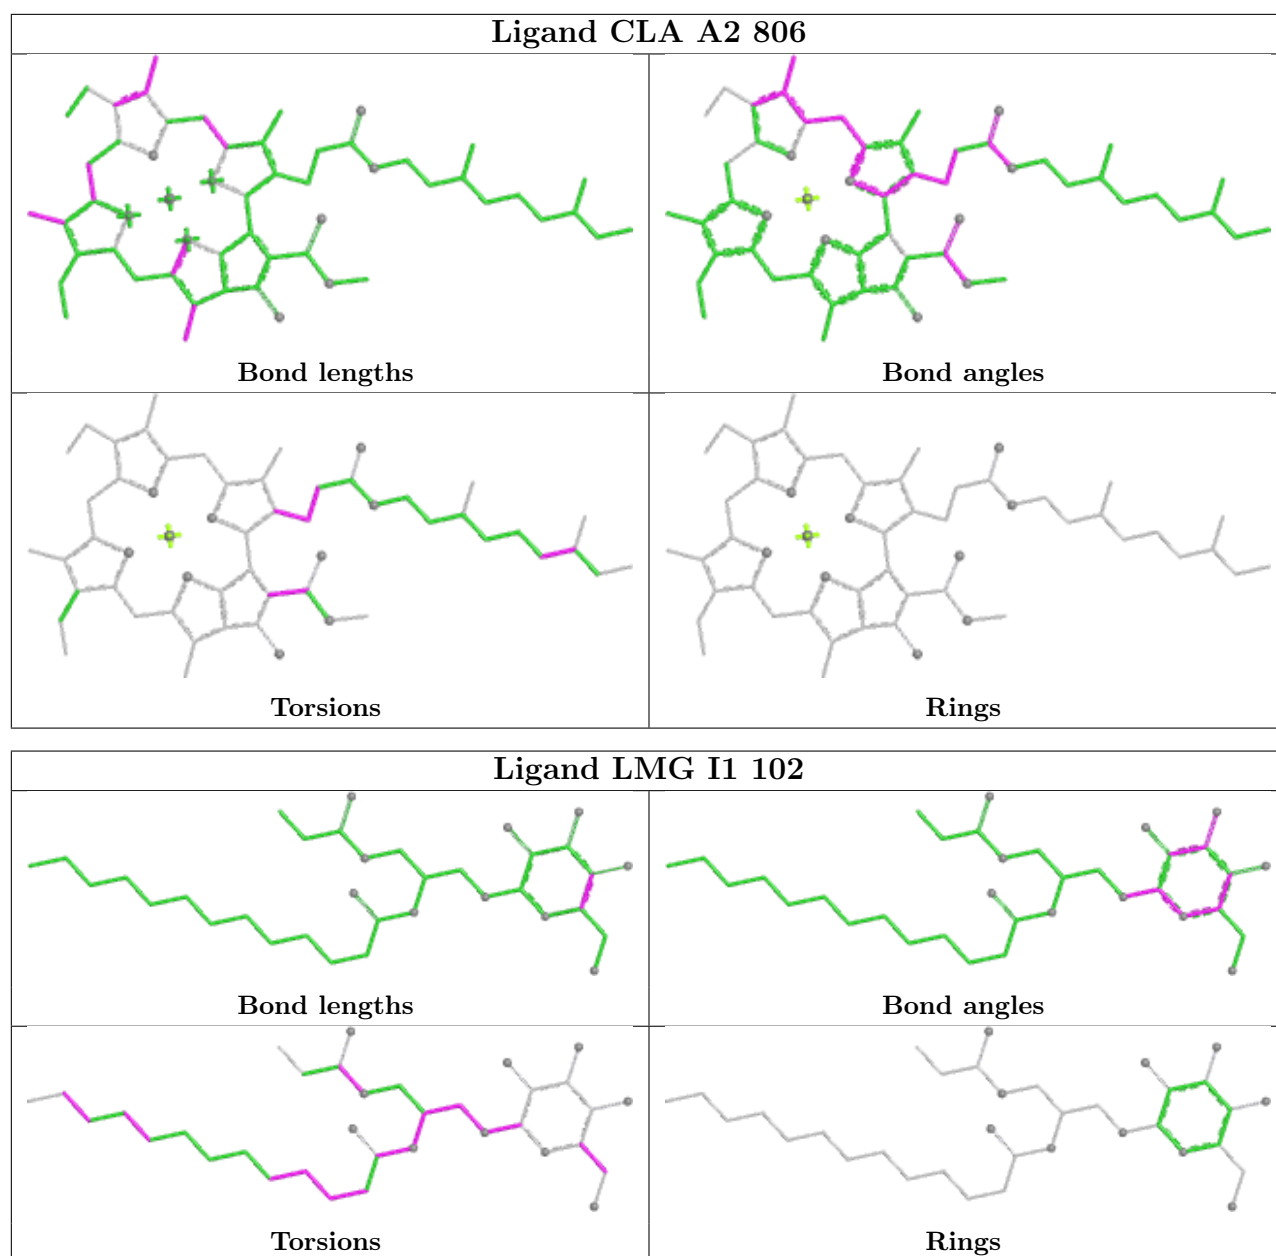 Ligand CLA A2 806
Bond lengths
Bond angles
Torsions
Rings
Ligand LMG I1 102
Bond lengths
Bond angles
Torsions
Rings